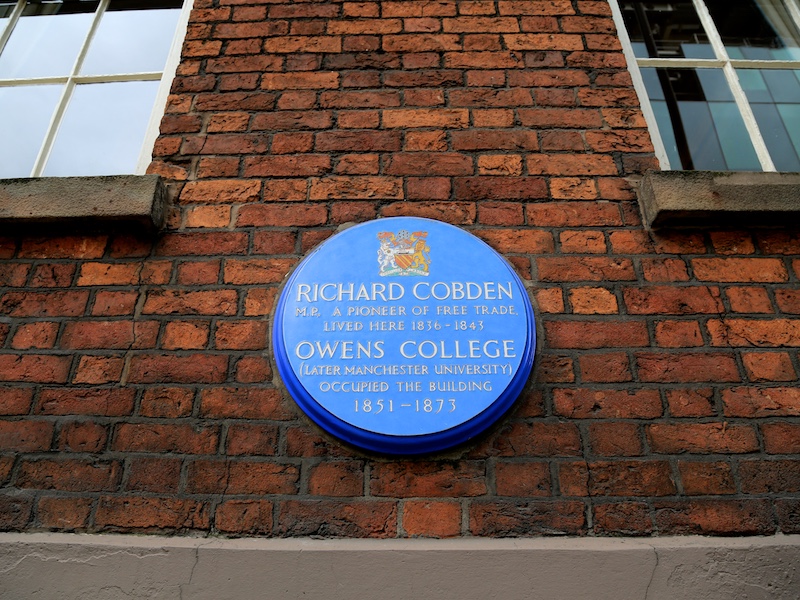 RICHARD COBDEN
M.P. A PIONEER OF FREE TRADE,
LIVED HERE 1836-1843
OWENS COLLEGE
(LATER MANCHESTER UNIVERSITY)
OCCUPIED THE BUILDING
1851-1873